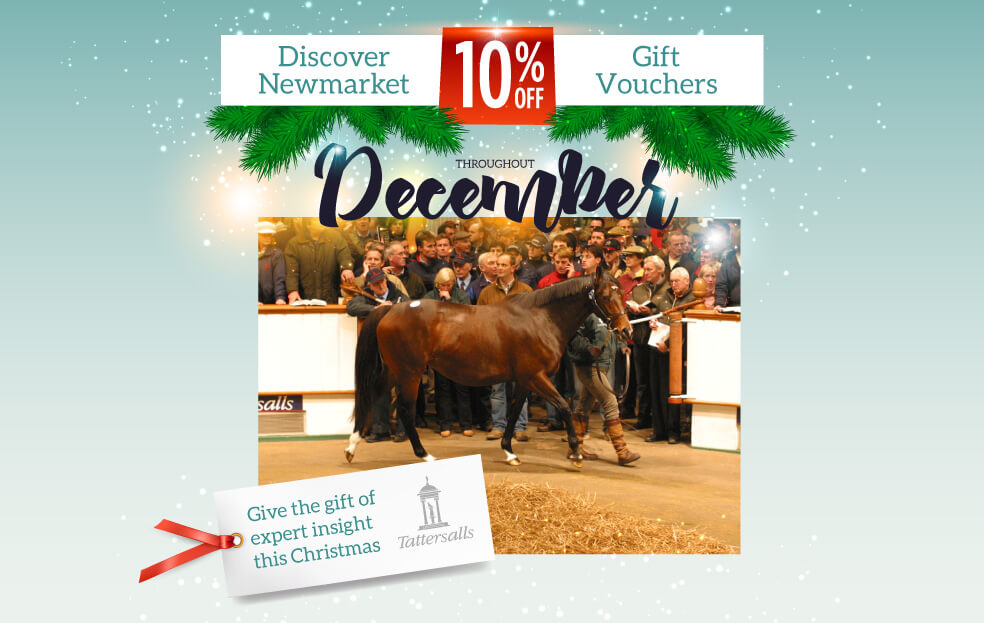 Discover
Newmarket
10% OFF
Gift
Vouchers
THROUGHOUT
December
salls
Give the gift of
expert insight
this Christmas
Tattersalls